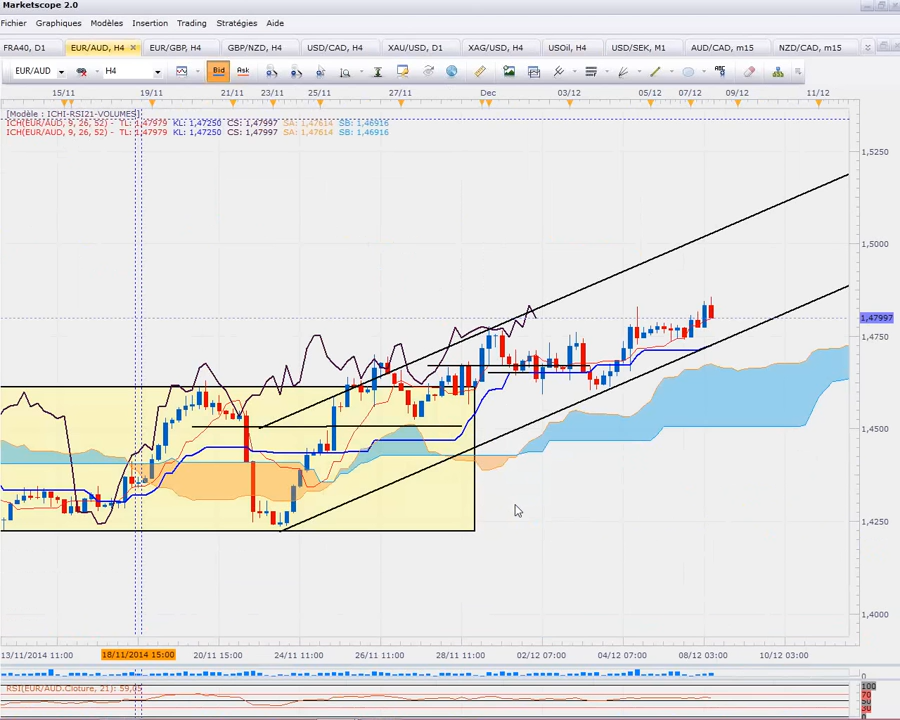 Marketscope 2.0
Fichier Graphiques Modèles Insertion Trading Stratégies Aide
FRA40, D1 EUR/AUD, H4 EUR/GBP, H4 GBP/NZD, H4 USD/CAD, H4 XAU/USD, D1 XAG/USD, H4 USOil, H4 USD/SEK, M1 AUD/CAD, m15 NZD/CAD, m15
EUR/AUD H4 Bid Ask ABC
15/11 19/11 21/11 23/11 25/11 27/11 Dec 03/12 05/12 07/12 09/12 11/12
[Modèle : ICHI-RSI21-VOLUMES]
ICH(EUR/AUD, 9, 26, 52) - TL: 1,47979 KL: 1,47250 CS: 1,47997 SA: 1,47614 SB: 1,46916
ICH(EUR/AUD, 9, 26, 52) - TL: 1,47979 KL: 1,47250 CS: 1,47997 SA: 1,47614 SB: 1,46916
1,5250
1,5000
1,47997
1,4750
1,4500
1,4250
1,4000
13/11/2014 11:00 18/11/2014 15:00 20/11 15:00 24/11 11:00 26/11 11:00 28/11 11:00 02/12 07:00 04/12 07:00 08/12 03:00 10/12 03:00
0
RSI(EUR/AUD.Cloture, 21): 59,05
100
70
50
30
0